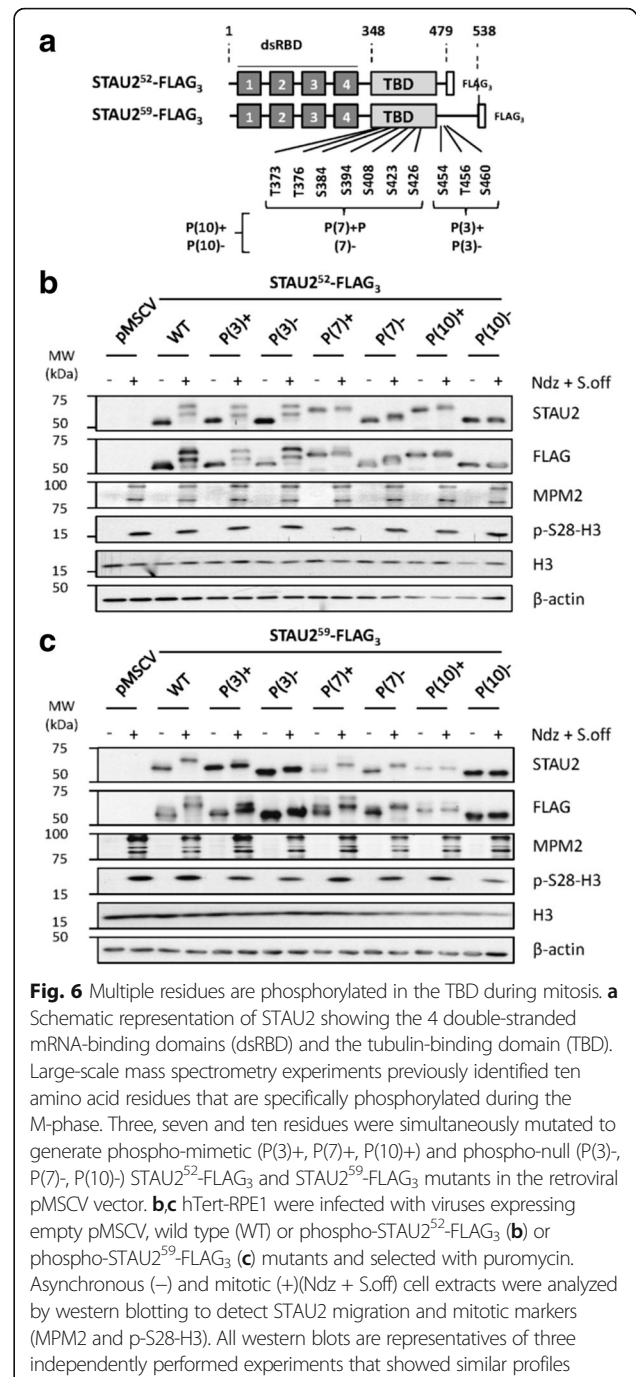 a
1 348 479 538
dsRBD
STAU2⁵²-FLAG₃ 1 2 3 4 TBD FLAG₃
STAU2⁵⁹-FLAG₃ 1 2 3 4 TBD FLAG₃
T373 T376 S384 S394 S408 S423 S426 S454 T456 S460
P(10)+ P(7)+P P(3)+
P(10)- (7)- P(3)-
b
STAU2⁵²-FLAG₃
pMSCV WT P(3)+ P(3)- P(7)+ P(7)- P(10)+ P(10)-
MW
(kDa)
- + - + - + - + - + - + - + - + Ndz + S.off
75
50
STAU2
50
FLAG
100
75
MPM2
15
p-S28-H3
15
H3
50
β-actin
c
STAU2⁵⁹-FLAG₃
pMSCV WT P(3)+ P(3)- P(7)+ P(7)- P(10)+ P(10)-
MW
(kDa)
- + - + - + - + - + - + - + - + Ndz + S.off
75
50
STAU2
75
50
FLAG
100
75
MPM2
15
p-S28-H3
15
H3
50
β-actin
Fig. 6 Multiple residues are phosphorylated in the TBD during mitosis. a
Schematic representation of STAU2 showing the 4 double-stranded
mRNA-binding domains (dsRBD) and the tubulin-binding domain (TBD).
Large-scale mass spectrometry experiments previously identified ten
amino acid residues that are specifically phosphorylated during the
M-phase. Three, seven and ten residues were simultaneously mutated to
generate phospho-mimetic (P(3)+, P(7)+, P(10)+) and phospho-null (P(3)-,
P(7)-, P(10)-) STAU2⁵²-FLAG₃ and STAU2⁵⁹-FLAG₃ mutants in the retroviral
pMSCV vector. b,c hTert-RPE1 were infected with viruses expressing
empty pMSCV, wild type (WT) or phospho-STAU2⁵²-FLAG₃ (b) or
phospho-STAU2⁵⁹-FLAG₃ (c) mutants and selected with puromycin.
Asynchronous (−) and mitotic (+)(Ndz + S.off) cell extracts were analyzed
by western blotting to detect STAU2 migration and mitotic markers
(MPM2 and p-S28-H3). All western blots are representatives of three
independently performed experiments that showed similar profiles